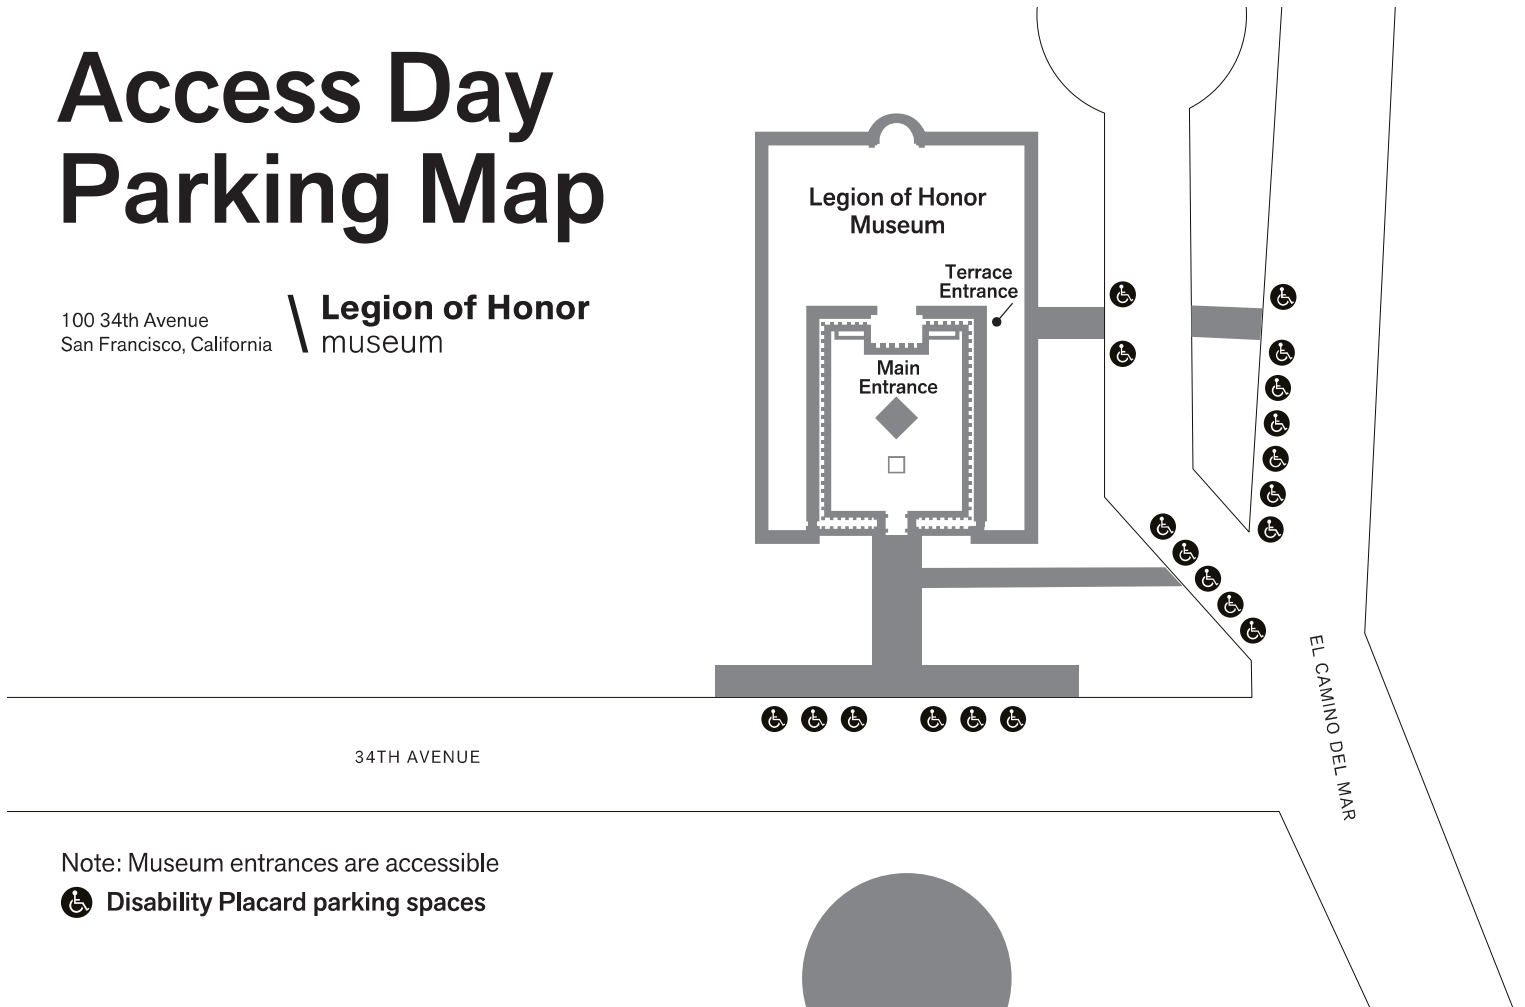 Access Day
Parking Map
100 34th Avenue
San Francisco, California
Legion of Honor
museum
Legion of Honor
Museum
Terrace
Entrance
Main
Entrance
34TH AVENUE
EL CAMINO DEL MAR
Note: Museum entrances are accessible
Disability Placard parking spaces